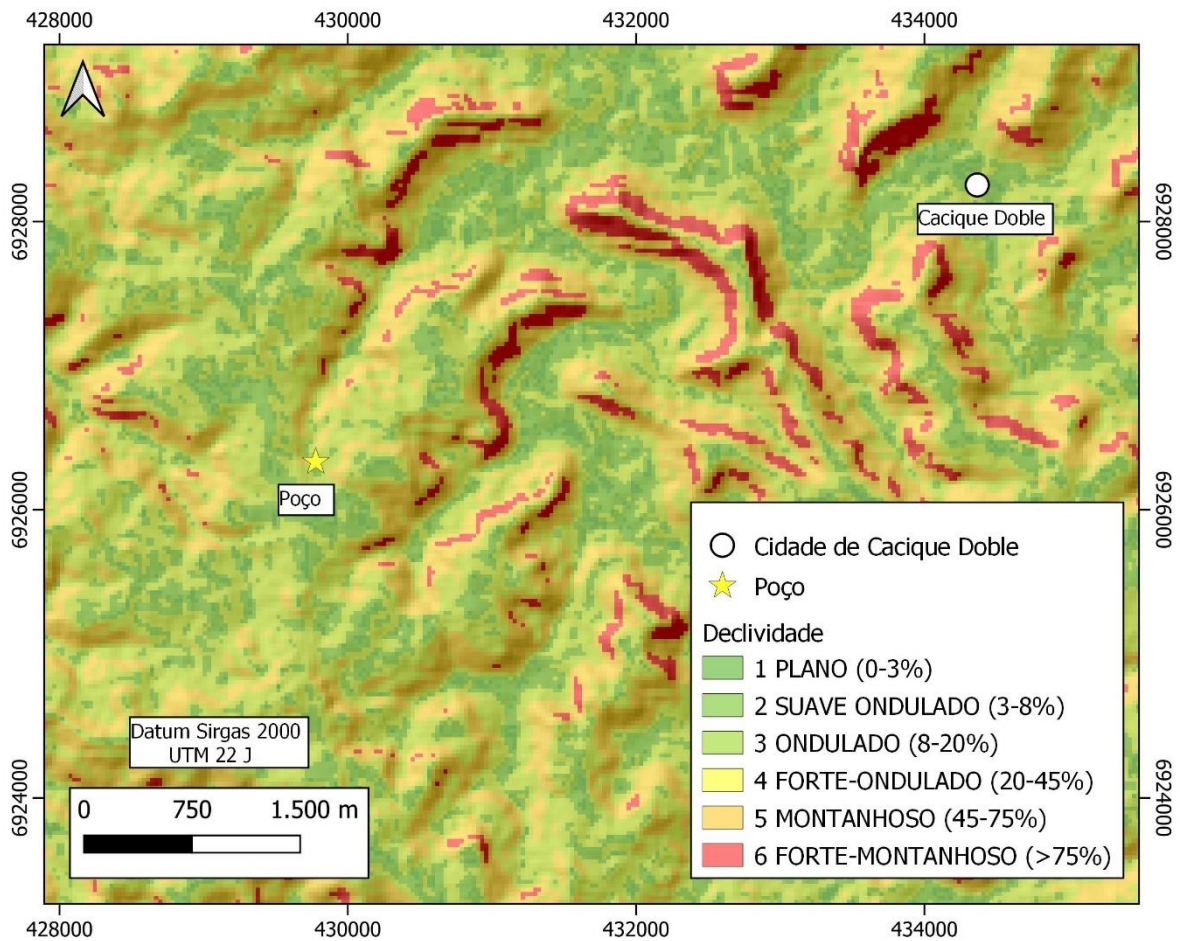 428000
430000
432000
434000
6928000
6928000
Cacique Doble
Poço
6926000
6926000
Cidade de Cacique Doble
Poço
Declividade
1 PLANO (0-3%)
2 SUAVE ONDULADO (3-8%)
3 ONDULADO (8-20%)
4 FORTE-ONDULADO (20-45%)
5 MONTANHOSO (45-75%)
6 FORTE-MONTANHOSO (>75%)
Datum Sirgas 2000
UTM 22 J
0 750 1.500 m
6924000
6924000
428000
430000
432000
434000